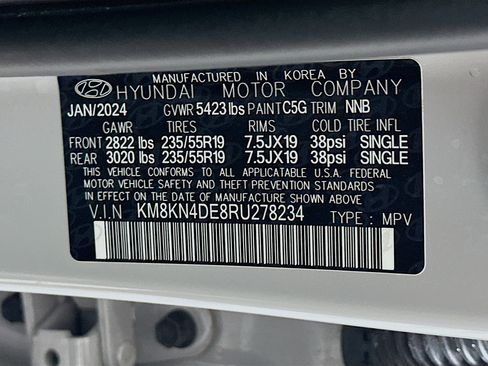 MANUFACTURED IN KOREA BY
HYUNDAI MOTOR COMPANY
JAN/2024 GVWR 5423 lbs PAINT C5G TRIM NNB
GAWR TIRES RIMS COLD TIRE INFL
FRONT 2822 lbs 235/55R19 7.5JX19 38psi SINGLE
REAR 3020 lbs 235/55R19 7.5JX19 38psi SINGLE
THIS VEHICLE CONFORMS TO ALL APPLICABLE U.S.A. FEDERAL
MOTOR VEHICLE SAFETY AND THEFT PREVENTION STANDARDS
IN EFFECT ON THE DATE OF MANUFACTURE SHOWN ABOVE.
V.I.N KM8KN4DE8RU278234 TYPE : MPV